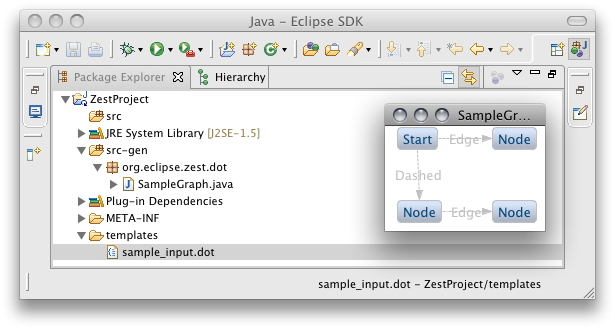 Java – Eclipse SDK
Package Explorer
Hierarchy
ZestProject
src
JRE System Library [J2SE-1.5]
src-gen
org.eclipse.zest.dot
SampleGraph.java
Plug-in Dependencies
META-INF
templates
sample_input.dot
SampleGr...
Start Edge Node
Dashed
Node Edge Node
sample_input.dot – ZestProject/templates